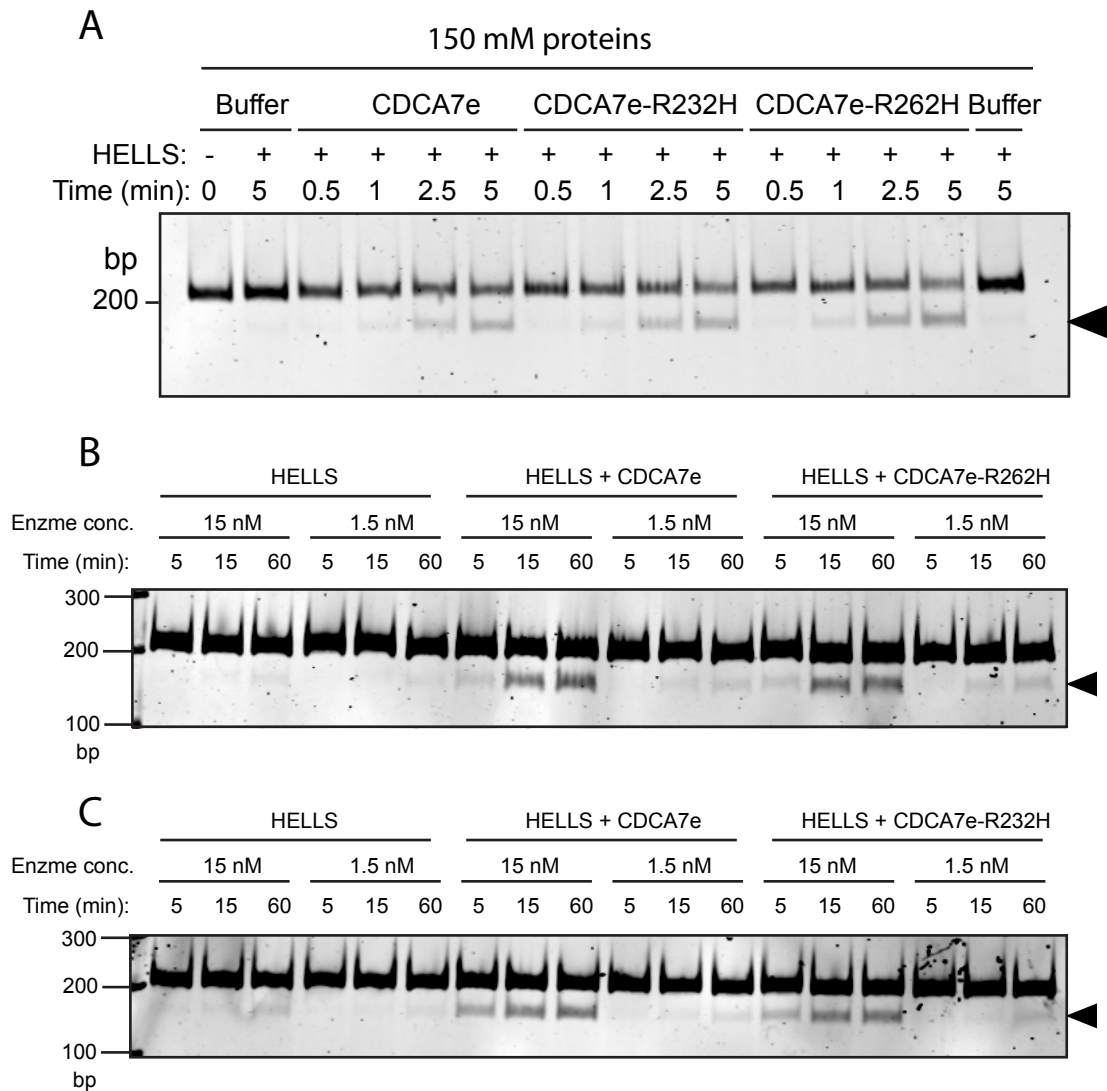 A
150 mM proteins
Buffer CDCA7e CDCA7e-R232H CDCA7e-R262H Buffer
HELLS: - + + + + + + + + + + + + + +
Time (min): 0 5 0.5 1 2.5 5 0.5 1 2.5 5 0.5 1 2.5 5 5
bp
200
B
HELLS HELLS + CDCA7e HELLS + CDCA7e-R262H
Enzme conc. 15 nM 1.5 nM 15 nM 1.5 nM 15 nM 1.5 nM
Time (min): 5 15 60 5 15 60 5 15 60 5 15 60 5 15 60 5 15 60
300
200
100
bp
C
HELLS HELLS + CDCA7e HELLS + CDCA7e-R232H
Enzme conc. 15 nM 1.5 nM 15 nM 1.5 nM 15 nM 1.5 nM
Time (min): 5 15 60 5 15 60 5 15 60 5 15 60 5 15 60 5 15 60
300
200
100
bp